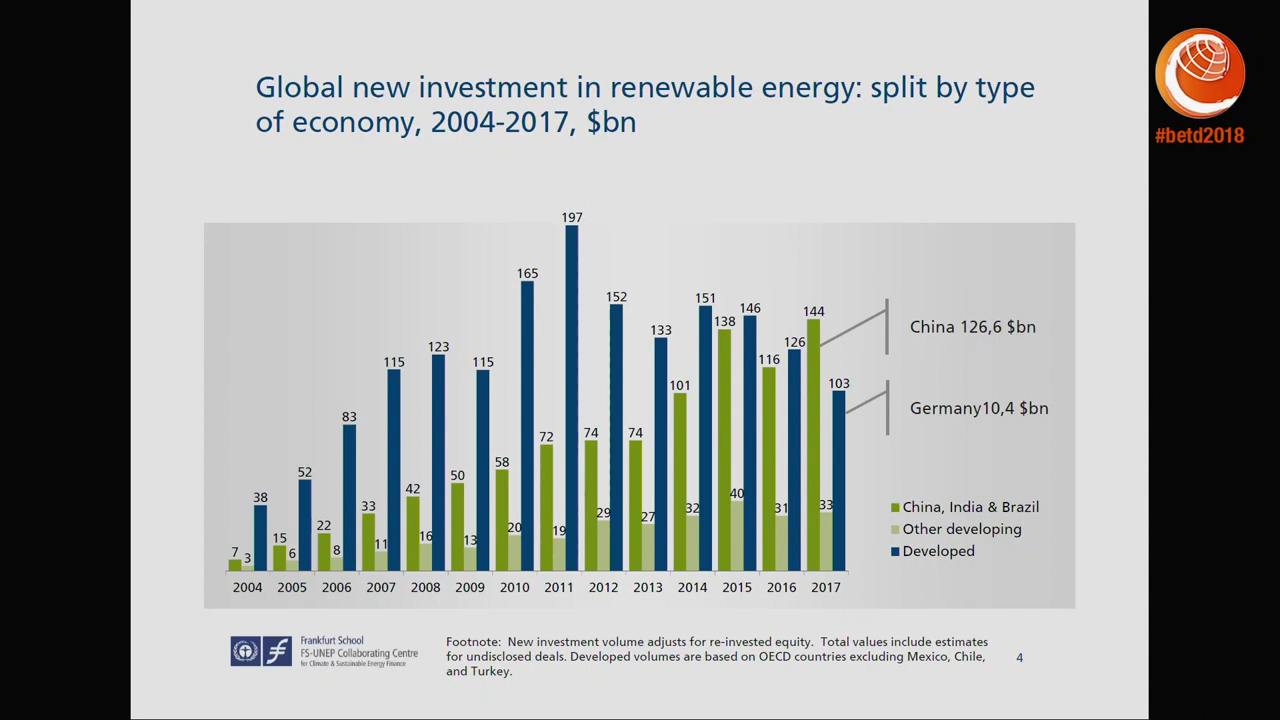 Global new investment in renewable energy: split by type
of economy, 2004-2017, $bn
#betd2018
7 3 38
15 6 52
22 8 83
33 11 115
42 16 123
50 13 115
58 20 165
72 19 197
74 29 152
74 27 133
101 32 151
138 40 146
116 31 126
144 33 103
2004 2005 2006 2007 2008 2009 2010 2011 2012 2013 2014 2015 2016 2017
China 126,6 $bn
Germany10,4 $bn
China, India & Brazil
Other developing
Developed
Frankfurt School
FS-UNEP Collaborating Centre
for Climate & Sustainable Energy Finance
Footnote: New investment volume adjusts for re-invested equity. Total values include estimates
for undisclosed deals. Developed volumes are based on OECD countries excluding Mexico, Chile,
and Turkey.
4